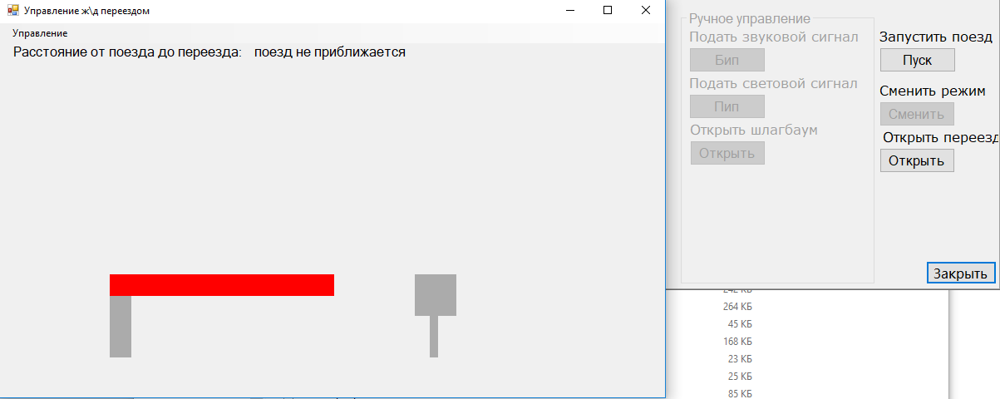 Управление ж\д переездом
Управление
Расстояние от поезда до переезда: поезд не приближается
Ручное управление
Подать звуковой сигнал
Бип
Подать световой сигнал
Пип
Открыть шлагбаум
Открыть
Запустить поезд
Пуск
Сменить режим
Сменить
Открыть переезд
Открыть
Закрыть
242 КБ
264 КБ
45 КБ
168 КБ
23 КБ
25 КБ
85 КБ